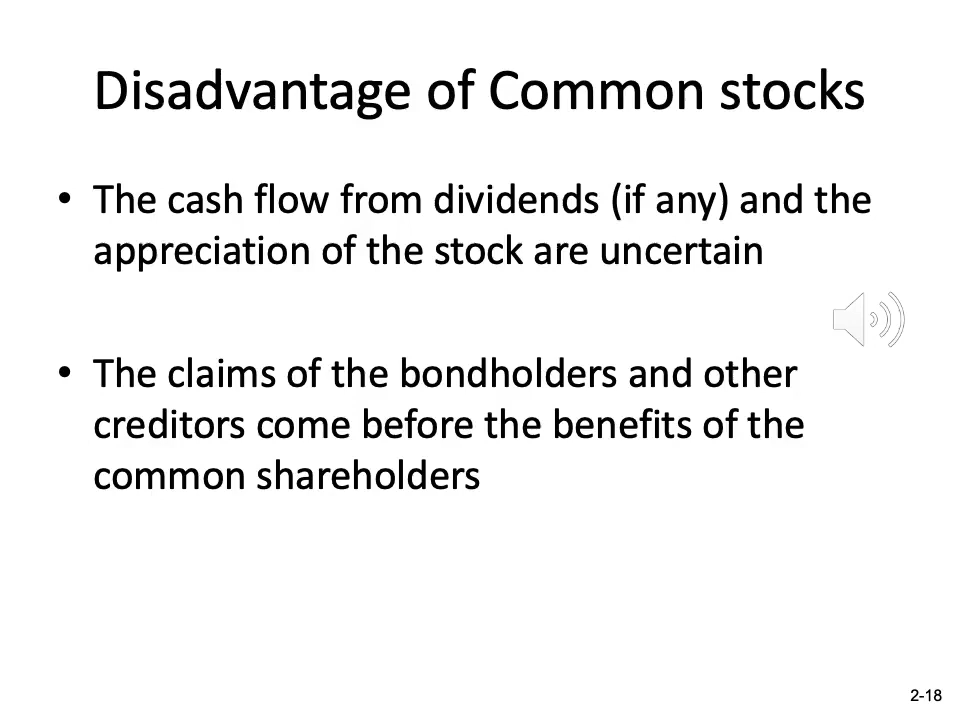 Disadvantage of Common stocks
• The cash flow from dividends (if any) and the
appreciation of the stock are uncertain
• The claims of the bondholders and other
creditors come before the benefits of the
common shareholders
2-18